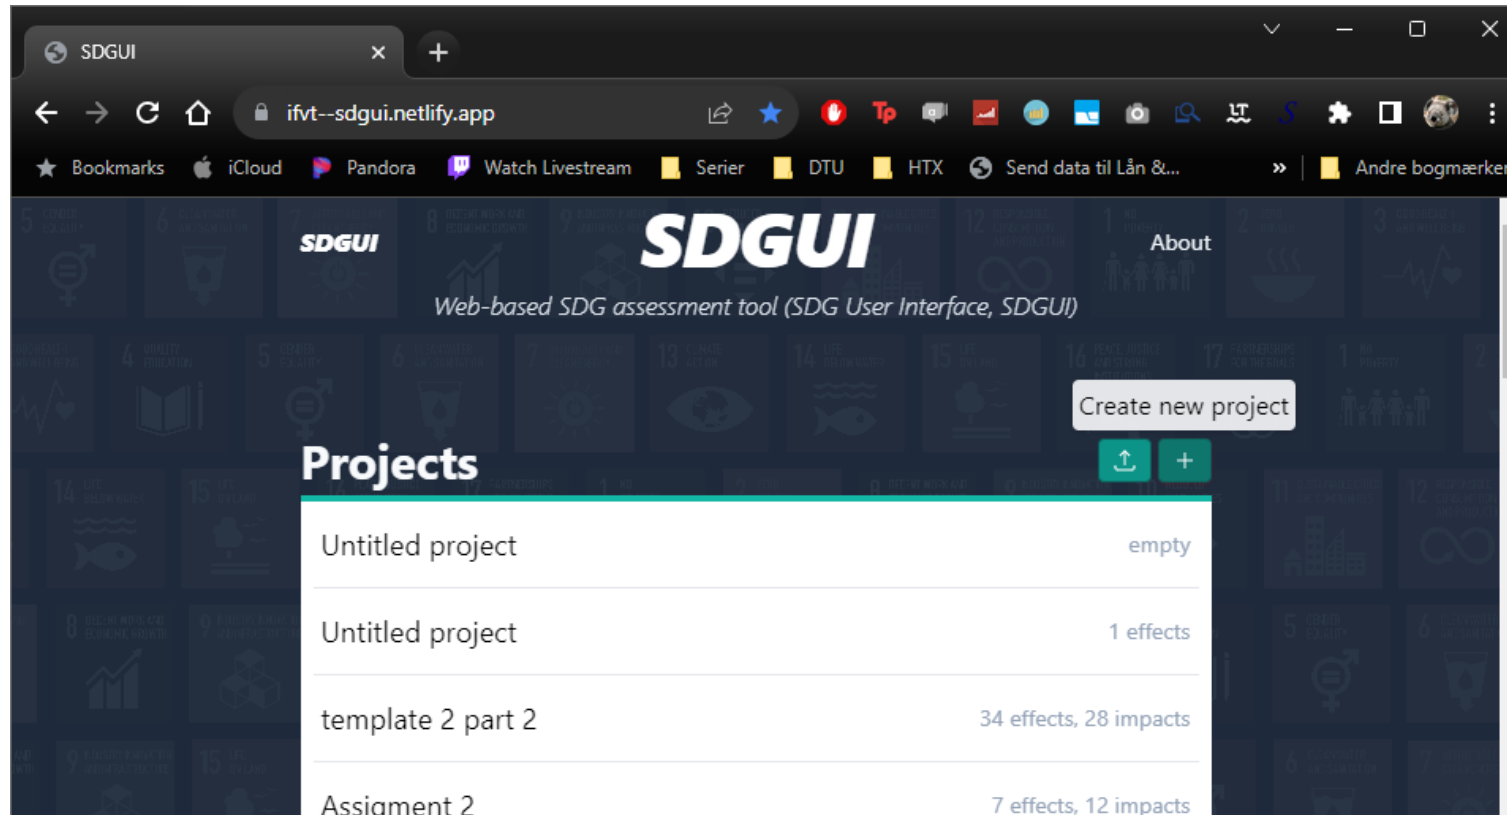 SDGUI
ifvt--sdgui.netlify.app
Bookmarks iCloud Pandora Watch Livestream Serier DTU HTX Send data til Lån &... » Andre bogmærker
SDGUI SDGUI About
Web-based SDG assessment tool (SDG User Interface, SDGUI)
Create new project
Projects
Untitled project empty
Untitled project 1 effects
template 2 part 2 34 effects, 28 impacts
Assigment 2 7 effects, 12 impacts